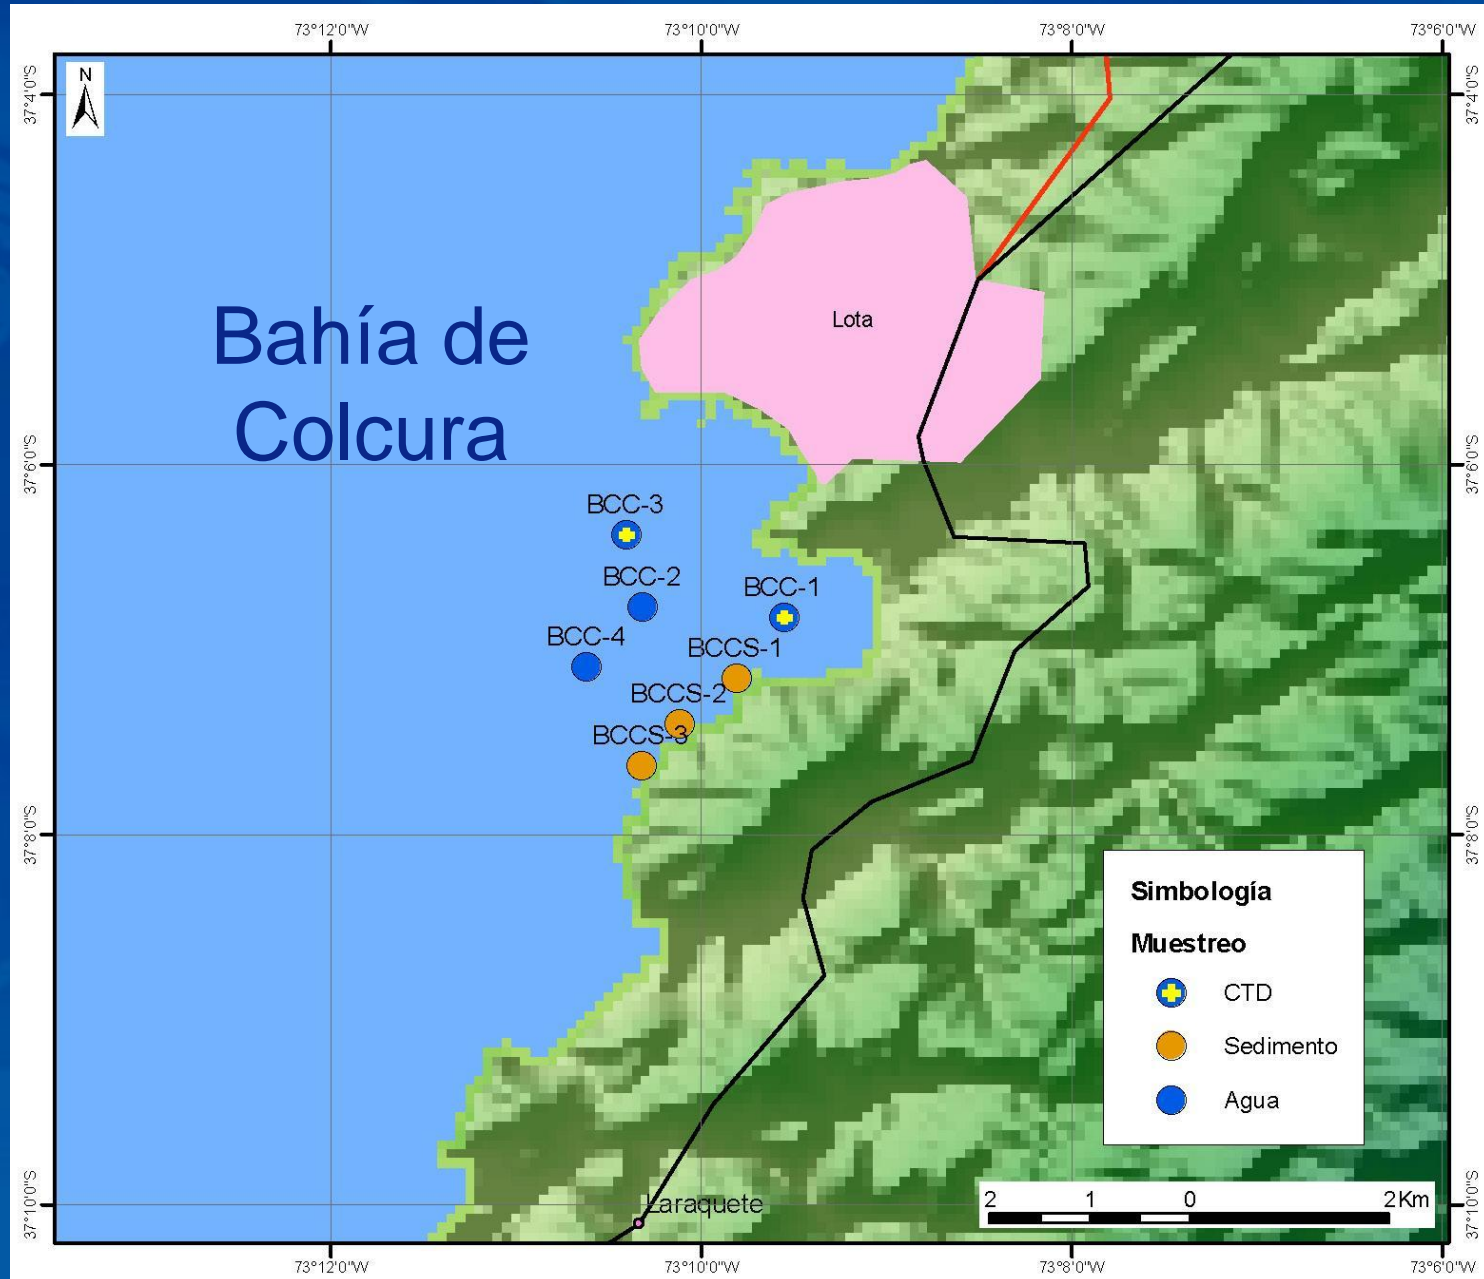 73°12'0"W
73°10'0"W
73°8'0"W
73°6'0"W
N
37°4'0"S
37°4'0"S
Lota
Bahía de
Colcura
37°6'0"S
37°6'0"S
BCC-3
BCC-2
BCC-1
BCC-4
BCCS-1
BCCS-2
BCCS-3
37°8'0"S
37°8'0"S
Simbología
Muestreo
CTD
Sedimento
Agua
37°10'0"S
Laraquete
2 1 0 2 Km
37°10'0"S
73°12'0"W
73°10'0"W
73°8'0"W
73°6'0"W